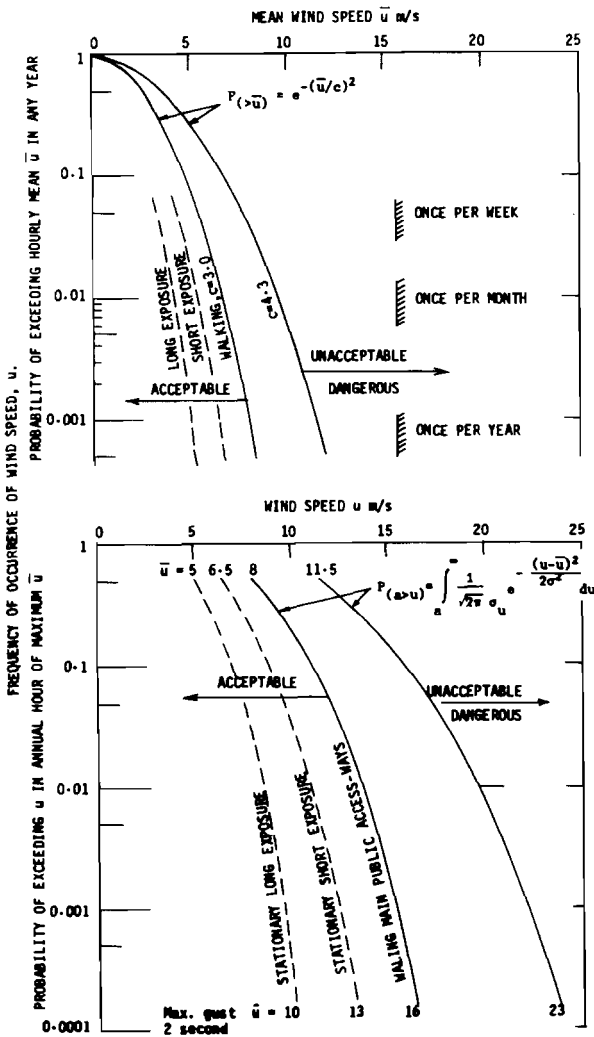 MEAN WIND SPEED ū m/s
0 5 10 15 20 25
1
P(>ū) = e^-(ū/c)^2
0·1
ONCE PER WEEK
LONG EXPOSURE
SHORT EXPOSURE
WALKING, c=3·0
c=4·3
0·01
ONCE PER MONTH
UNACCEPTABLE
DANGEROUS
ACCEPTABLE
0·001
ONCE PER YEAR
FREQUENCY OF OCCURRENCE OF WIND SPEED, u.
PROBABILITY OF EXCEEDING HOURLY MEAN ū IN ANY YEAR
WIND SPEED u m/s
5 10 15 20 25
1
ū = 5 6·5 8 11·5
P(a>u) = a∫∞ 1/√2π σu e^-(u-ū)^2/2σ^2 du
0·1
ACCEPTABLE
UNACCEPTABLE
DANGEROUS
0·01
STATIONARY LONG EXPOSURE
STATIONARY SHORT EXPOSURE
WALING MAIN PUBLIC ACCESS-WAYS
0·001
0·0001
Max. gust û = 10 13 16 23
2 second
PROBABILITY OF EXCEEDING u IN ANNUAL HOUR OF MAXIMUM ū